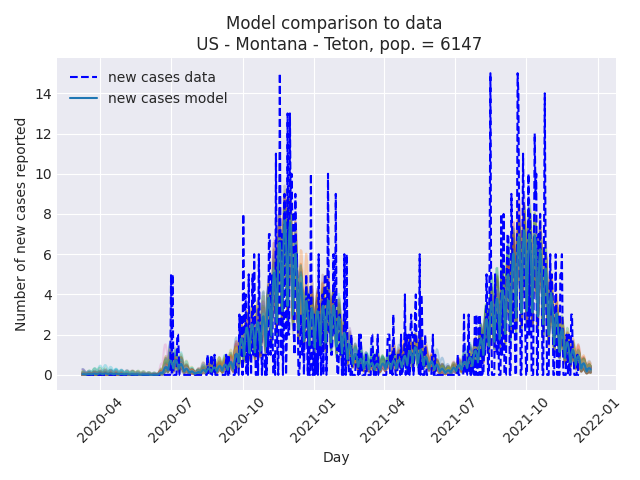 Model comparison to data
US - Montana - Teton, pop. = 6147
new cases data
new cases model
Number of new cases reported
14
12
10
8
6
4
2
0
2020-04
2020-07
2020-10
2021-01
2021-04
2021-07
2021-10
2022-01
Day